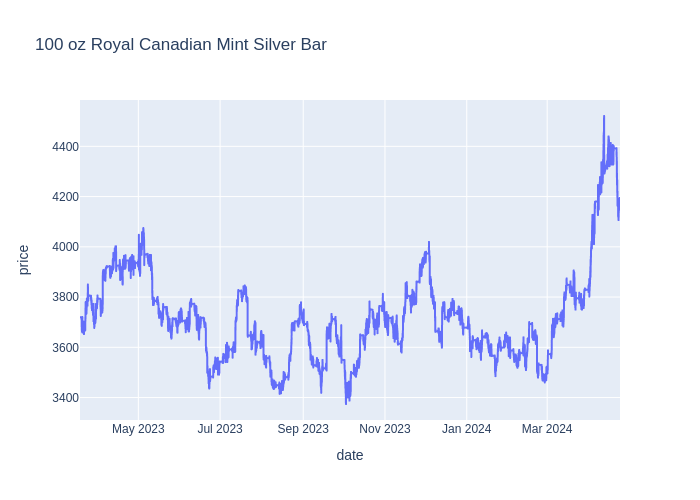 100 oz Royal Canadian Mint Silver Bar
price
4400
4200
4000
3800
3600
3400
May 2023 Jul 2023 Sep 2023 Nov 2023 Jan 2024 Mar 2024
date